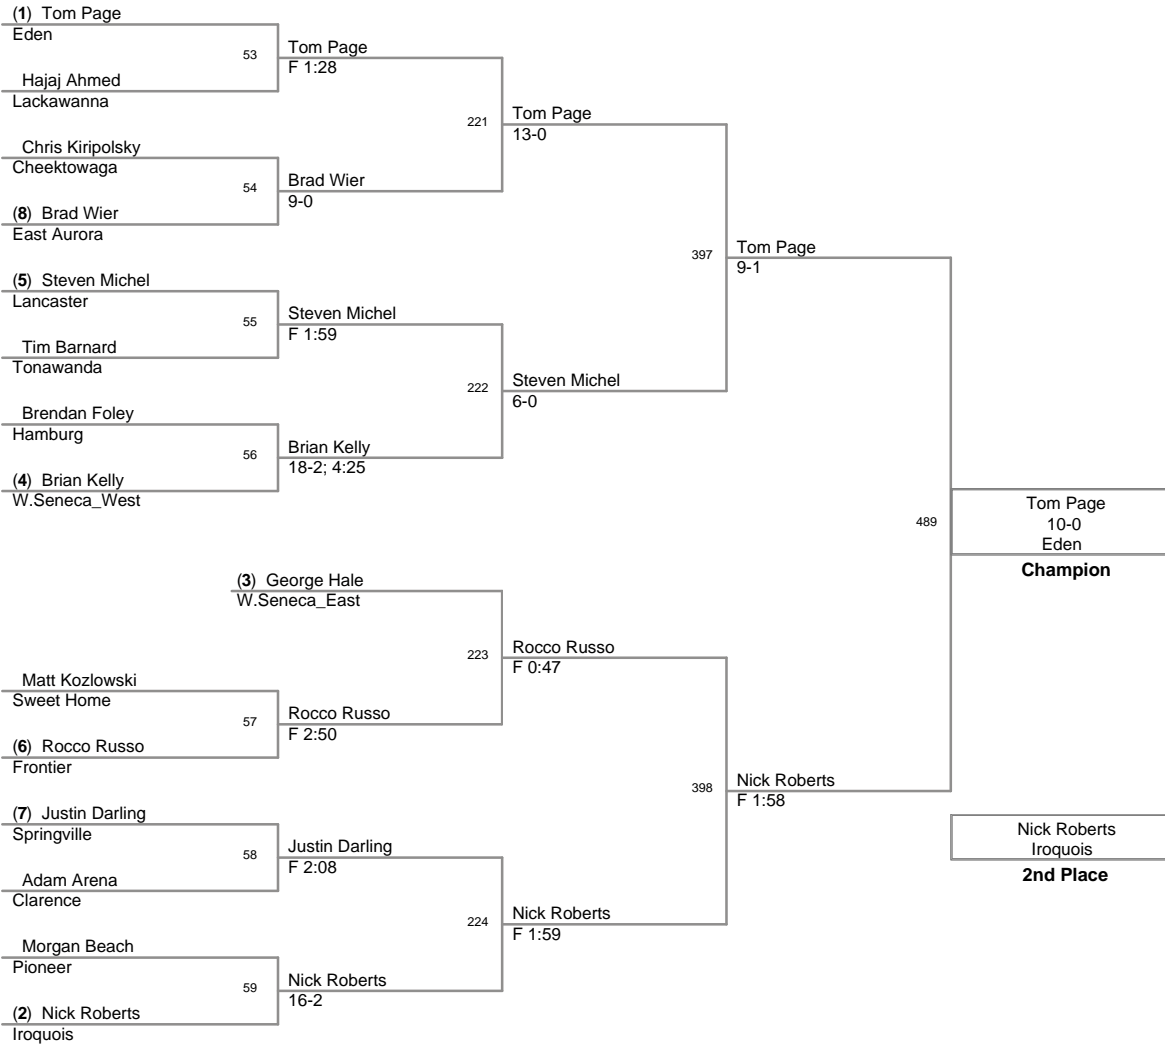 (1) Tom Page
Eden
53
Tom Page
F 1:28
Hajaj Ahmed
Lackawanna
221
Tom Page
13-0
Chris Kiripolsky
Cheektowaga
54
Brad Wier
9-0
(8) Brad Wier
East Aurora
397
Tom Page
9-1
(5) Steven Michel
Lancaster
55
Steven Michel
F 1:59
Tim Barnard
Tonawanda
222
Steven Michel
6-0
Brendan Foley
Hamburg
56
Brian Kelly
18-2; 4:25
(4) Brian Kelly
W.Seneca_West
489
Tom Page
10-0
Eden
Champion
(3) George Hale
W.Seneca_East
223
Rocco Russo
F 0:47
Matt Kozlowski
Sweet Home
57
Rocco Russo
F 2:50
(6) Rocco Russo
Frontier
398
Nick Roberts
F 1:58
(7) Justin Darling
Springville
58
Justin Darling
F 2:08
Adam Arena
Clarence
Nick Roberts
Iroquois
2nd Place
224
Nick Roberts
F 1:59
Morgan Beach
Pioneer
59
Nick Roberts
16-2
(2) Nick Roberts
Iroquois